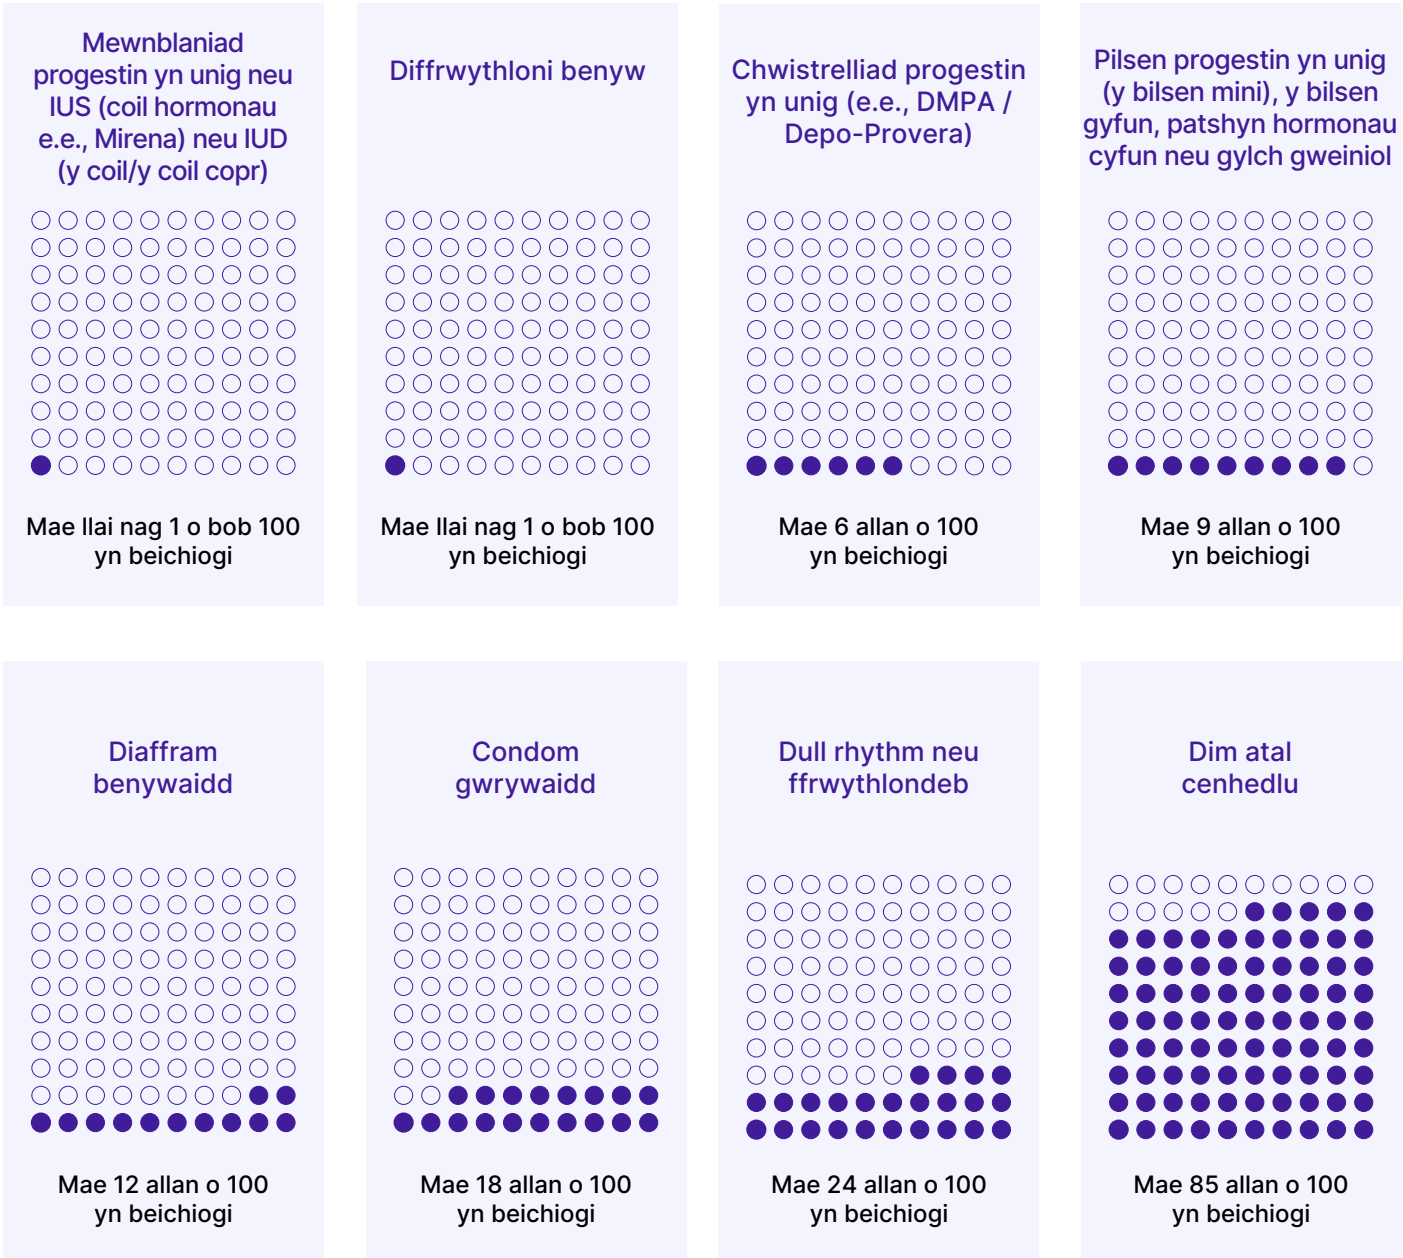 Mewnblaniad
progestin yn unig neu
IUS (coil hormonau
e.e., Mirena) neu IUD
(y coil/y coil copr)
Mae llai nag 1 o bob 100
yn beichiogi
Diffrwythloni benyw
Mae llai nag 1 o bob 100
yn beichiogi
Chwistrelliad progestin
yn unig (e.e., DMPA /
Depo-Provera)
Mae 6 allan o 100
yn beichiogi
Pilsen progestin yn unig
(y bilsen mini), y bilsen
gyfun, patshyn hormonau
cyfun neu gylch gweiniol
Mae 9 allan o 100
yn beichiogi
Diaffram
benywaidd
Mae 12 allan o 100
yn beichiogi
Condom
gwrywaidd
Mae 18 allan o 100
yn beichiogi
Dull rhythm neu
ffrwythlondeb
Mae 24 allan o 100
yn beichiogi
Dim atal
cenhedlu
Mae 85 allan o 100
yn beichiogi